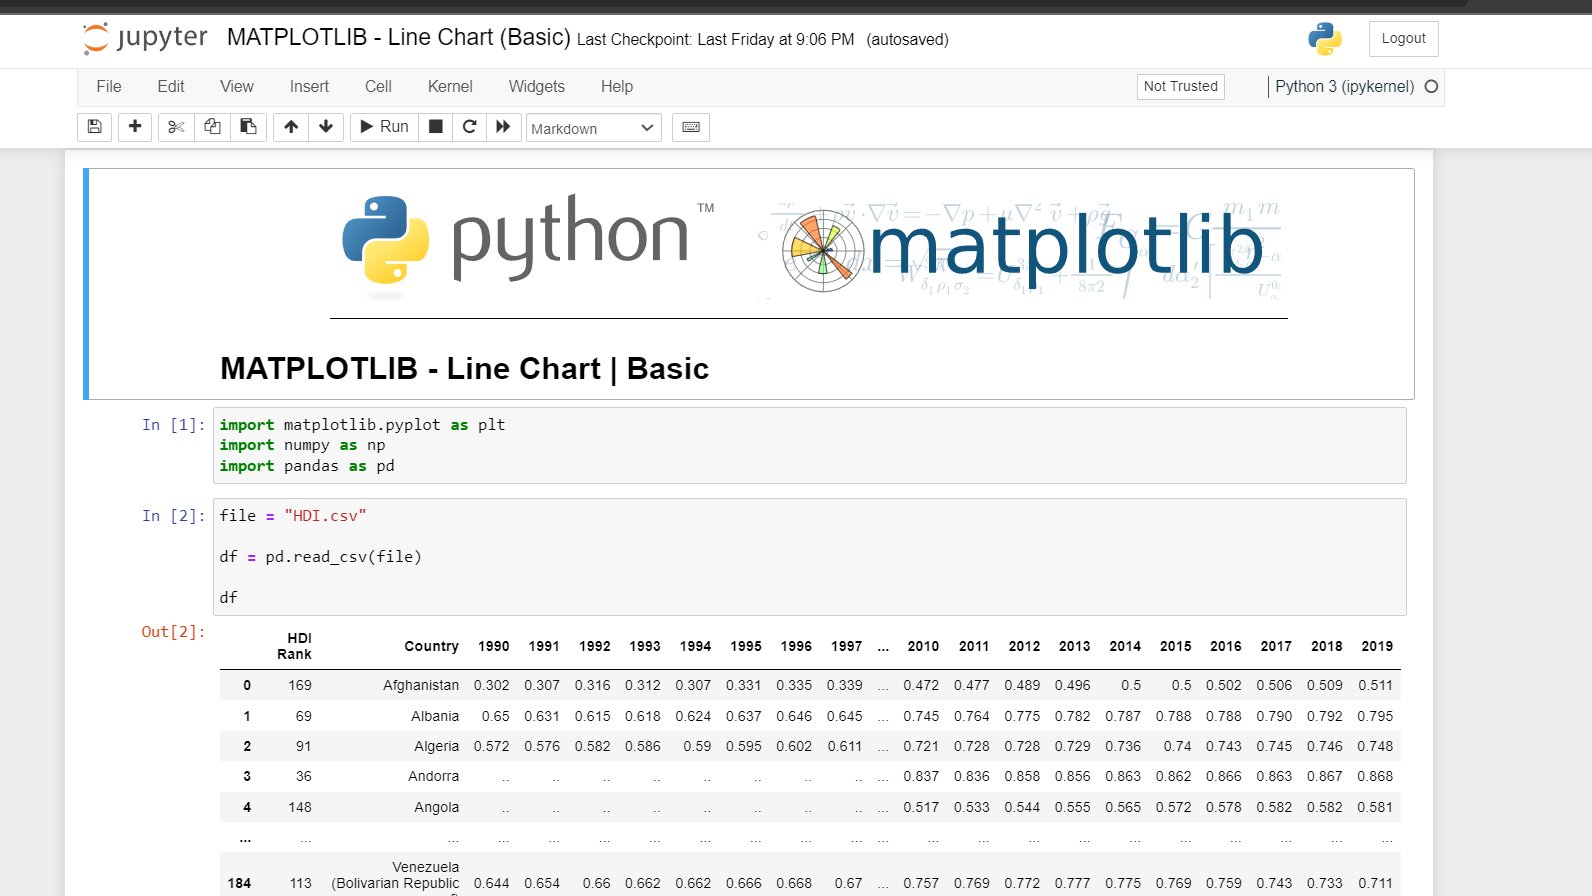 jupyter MATPLOTLIB - Line Chart (Basic) Last Checkpoint: Last Friday at 9:06 PM (autosaved) Logout
File Edit View Insert Cell Kernel Widgets Help Not Trusted Python 3 (ipykernel)
Run Markdown
python TM matplotlib
MATPLOTLIB - Line Chart | Basic
In [1]: import matplotlib.pyplot as plt
import numpy as np
import pandas as pd
In [2]: file = "HDI.csv"
df = pd.read_csv(file)
df
Out[2]:
HDI Rank Country 1990 1991 1992 1993 1994 1995 1996 1997 ... 2010 2011 2012 2013 2014 2015 2016 2017 2018 2019
0 169 Afghanistan 0.302 0.307 0.316 0.312 0.307 0.331 0.335 0.339 ... 0.472 0.477 0.489 0.496 0.5 0.5 0.502 0.506 0.509 0.511
1 69 Albania 0.65 0.631 0.615 0.618 0.624 0.637 0.646 0.645 ... 0.745 0.764 0.775 0.782 0.787 0.788 0.788 0.790 0.792 0.795
2 91 Algeria 0.572 0.576 0.582 0.586 0.59 0.595 0.602 0.611 ... 0.721 0.728 0.728 0.729 0.736 0.74 0.743 0.745 0.746 0.748
3 36 Andorra .. .. .. .. .. .. .. .. ... 0.837 0.836 0.858 0.856 0.863 0.862 0.866 0.863 0.867 0.868
4 148 Angola .. .. .. .. .. .. .. .. ... 0.517 0.533 0.544 0.555 0.565 0.572 0.578 0.582 0.582 0.581
... ... ... ... ... ... ... ... ... ... ... ... ... ... ... ... ... ... ... ... ... ... ...
Venezuela
184 113 (Bolivarian Republic 0.644 0.654 0.66 0.662 0.662 0.666 0.668 0.67 ... 0.757 0.769 0.772 0.777 0.775 0.769 0.759 0.743 0.733 0.711